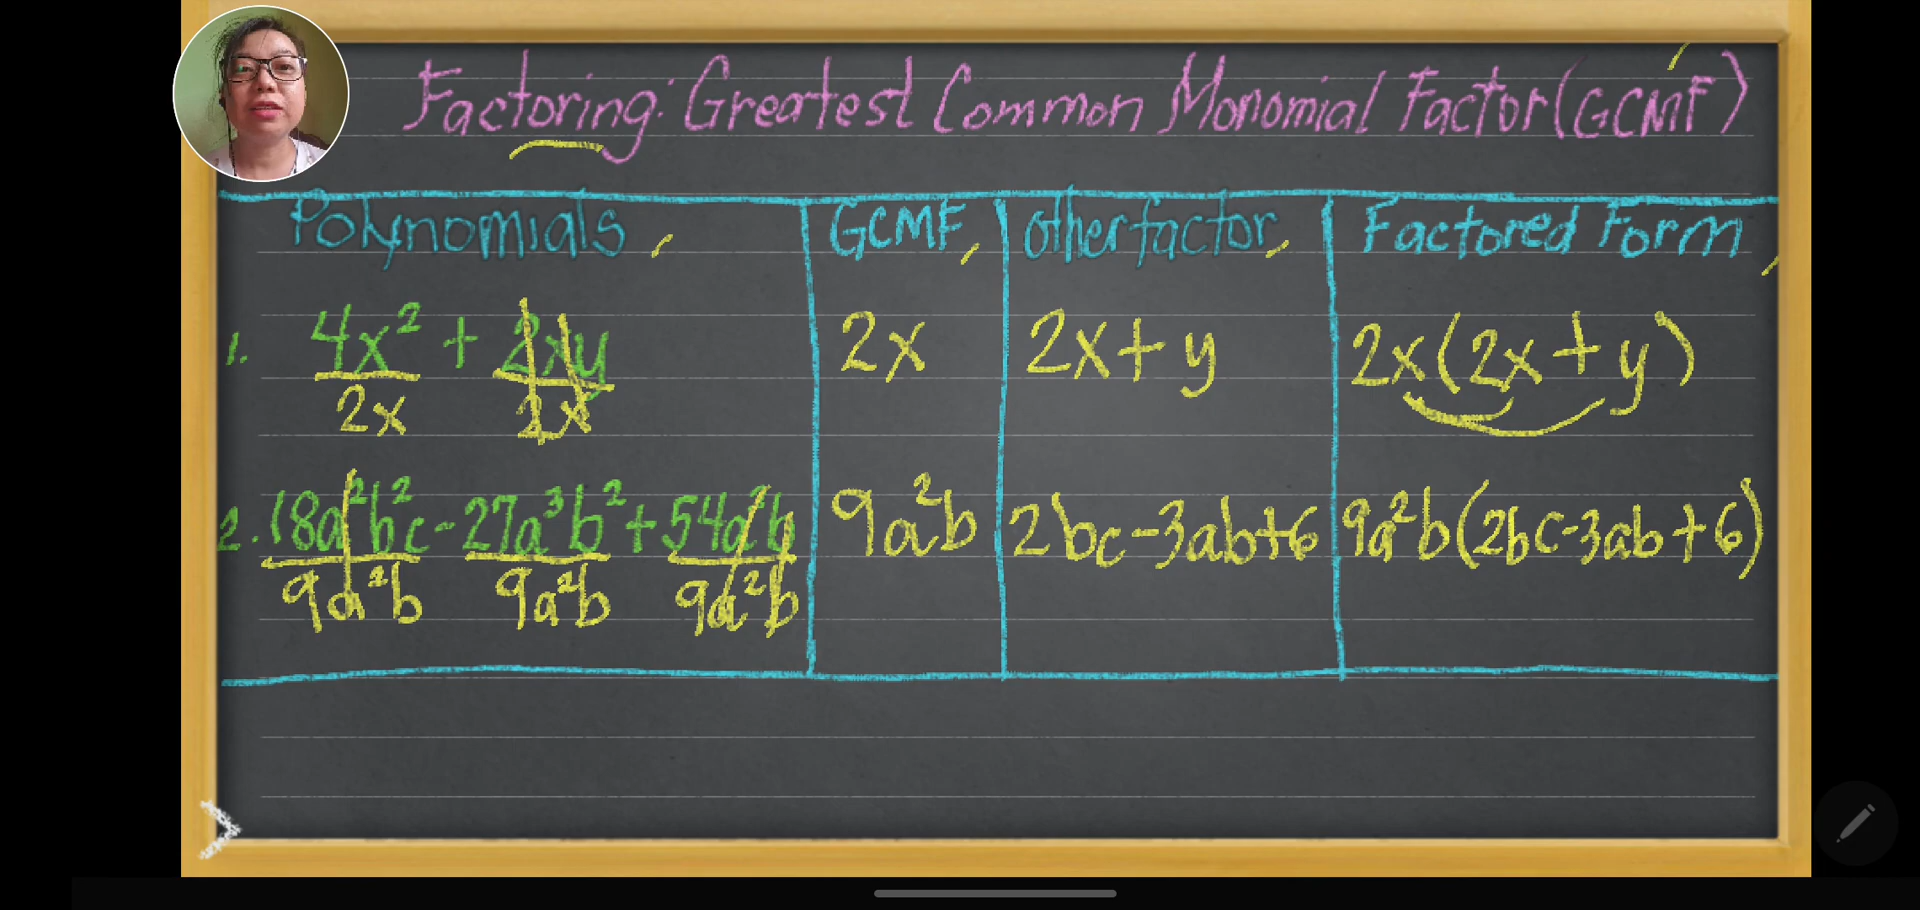 Factoring: Greatest Common Monomial Factor (GCMF)
Polynomials, GCMF, Other factor, Factored Form,
1. 4x² + 2xy 2x 2x + y 2x(2x + y)
2x 2x
2. 18a²b²c - 27a³b² + 54a²b 9a²b 2bc - 3ab + 6 9a²b(2bc - 3ab + 6)
9a²b 9a²b 9a²b